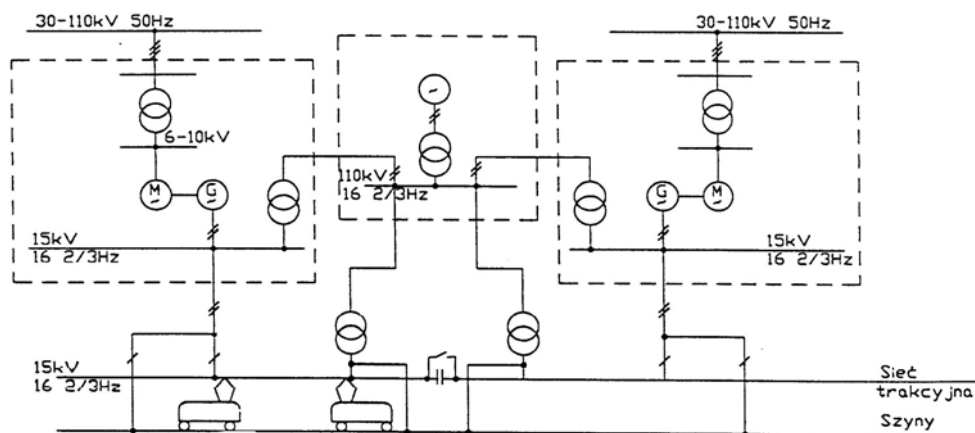 30-110kV 50Hz
30-110kV 50Hz
~
6-10kV
M
G
110kV
16 2/3Hz
G
M
15kV
16 2/3Hz
15kV
16 2/3Hz
15kV
16 2/3Hz
Sieć
trakcyjna
Szyny